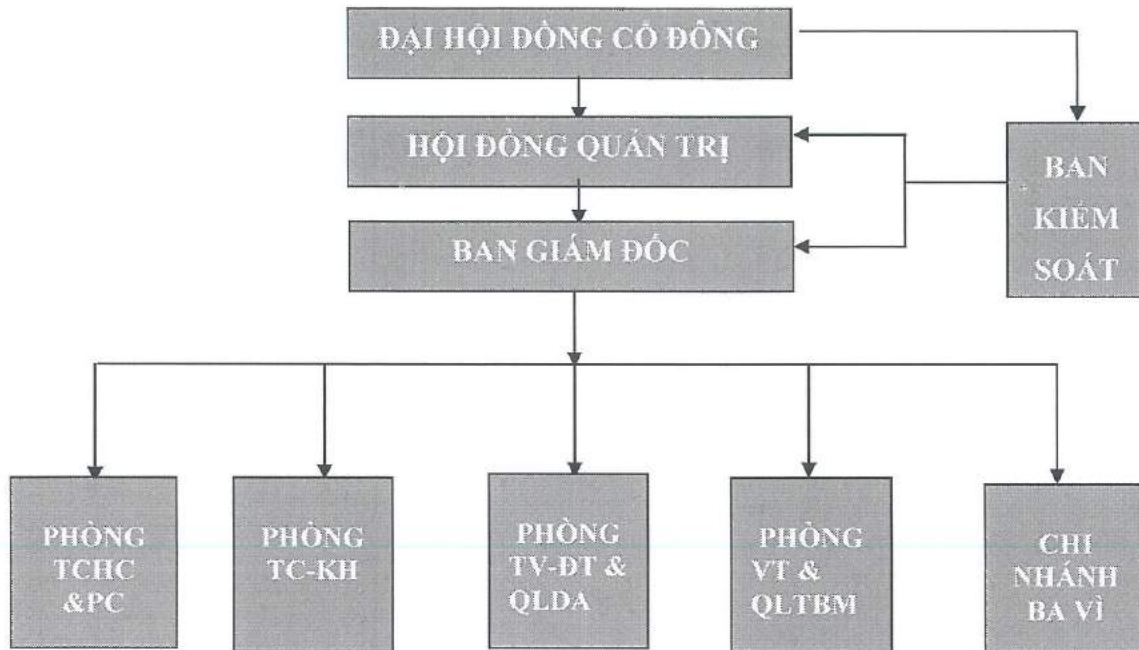 ĐẠI HỘI ĐỒNG CỔ ĐÔNG
HỘI ĐỒNG QUẢN TRỊ
BAN GIÁM ĐỐC
BAN
KIỂM
SOÁT
PHÒNG
TCHC
&PC
PHÒNG
TC-KH
PHÒNG
TV-ĐT &
QLDA
PHÒNG
VT &
QLTBM
CHI
NHÁNH
BA VÌ